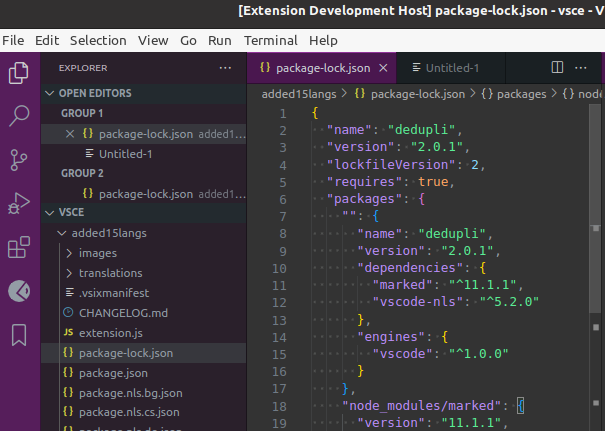 [Extension Development Host] package-lock.json - vsce - V
File Edit Selection View Go Run Terminal Help
EXPLORER
OPEN EDITORS
GROUP 1
package-lock.json added1...
Untitled-1
GROUP 2
package-lock.json added1...
VSCE
added15langs
images
translations
.vsixmanifest
CHANGELOG.md
JS extension.js
package-lock.json
package.json
package.nls.bg.json
package.nls.cs.json
package-lock.json
Untitled-1
added15langs > package-lock.json > packages > node
1 {
2 "name": "dedupli",
3 "version": "2.0.1",
4 "lockfileVersion": 2,
5 "requires": true,
6 "packages": {
7 "": {
8 "name": "dedupli",
9 "version": "2.0.1",
10 "dependencies": {
11 "marked": "^11.1.1",
12 "vscode-nls": "^5.2.0"
13 },
14 "engines": {
15 "vscode": "^1.0.0"
16 }
17 },
18 "node_modules/marked": {
19 "version": "11.1.1",